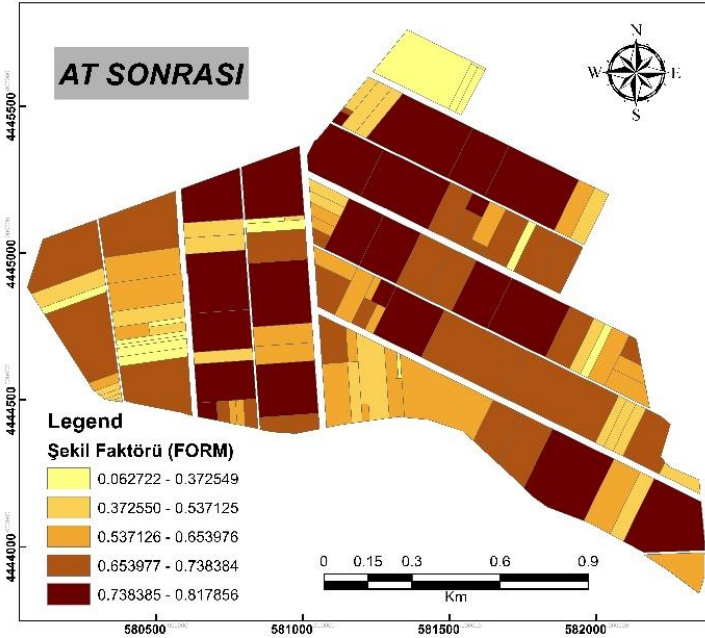 AT SONRASI
N
W
E
S
4445500
4445000
4444500
4444000
Legend
Şekil Faktörü (FORM)
0.062722 - 0.372549
0.372550 - 0.537125
0.537126 - 0.653976
0.653977 - 0.738384
0.738385 - 0.817856
0 0.15 0.3 0.6 0.9
Km
580500 581000 581500 582000